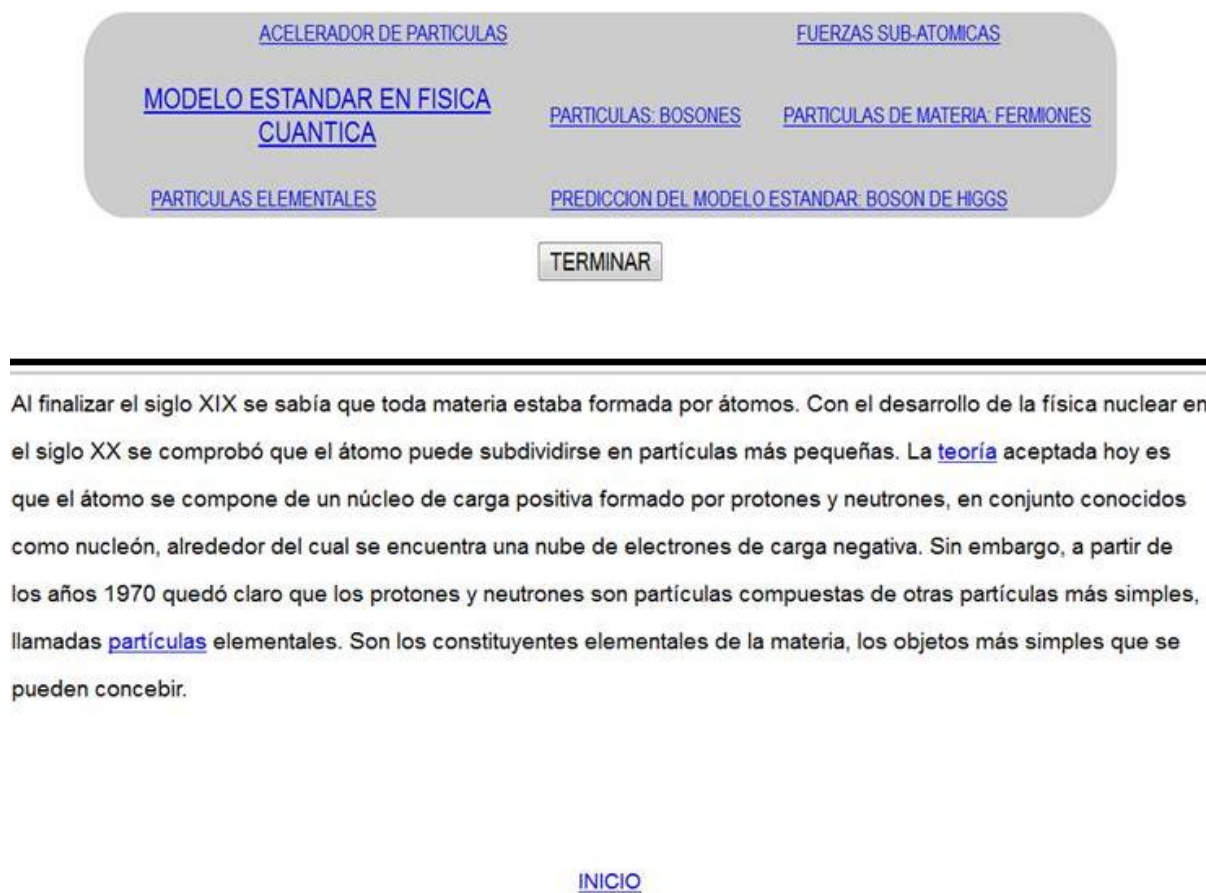 ACELERADOR DE PARTICULAS
FUERZAS SUB-ATOMICAS
MODELO ESTANDAR EN FISICA
CUANTICA
PARTICULAS: BOSONES
PARTICULAS DE MATERIA: FERMIONES
PARTICULAS ELEMENTALES
PREDICCION DEL MODELO ESTANDAR: BOSON DE HIGGS
TERMINAR
Al finalizar el siglo XIX se sabía que toda materia estaba formada por átomos. Con el desarrollo de la física nuclear en
el siglo XX se comprobó que el átomo puede subdividirse en partículas más pequeñas. La teoría aceptada hoy es
que el átomo se compone de un núcleo de carga positiva formado por protones y neutrones, en conjunto conocidos
como nucleón, alrededor del cual se encuentra una nube de electrones de carga negativa. Sin embargo, a partir de
los años 1970 quedó claro que los protones y neutrones son partículas compuestas de otras partículas más simples,
llamadas partículas elementales. Son los constituyentes elementales de la materia, los objetos más simples que se
pueden concebir.
INICIO